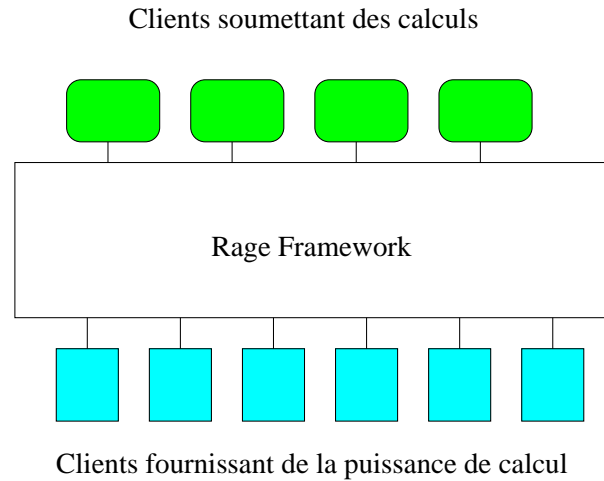 Clients soumettant des calculs
Rage Framework
Clients fournissant de la puissance de calcul